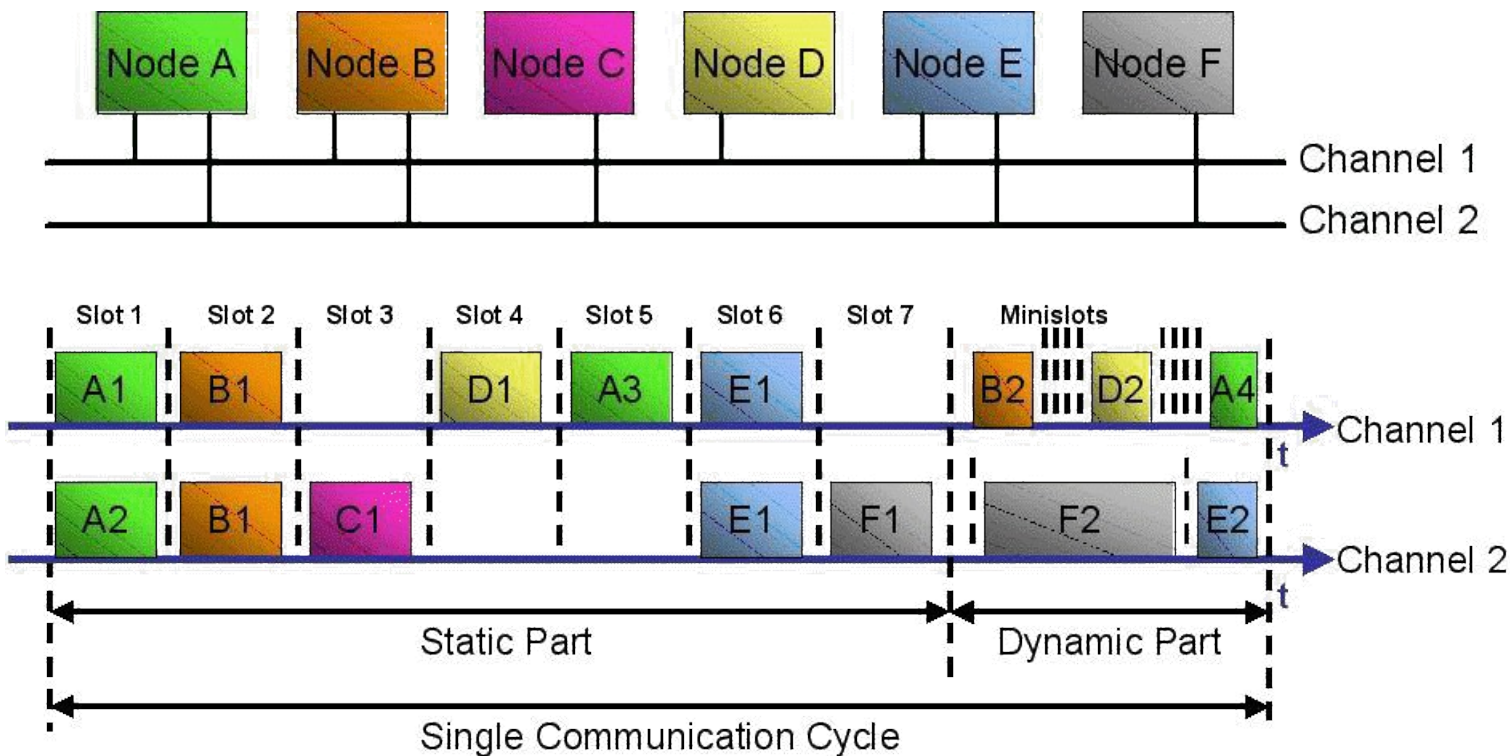 Node A Node B Node C Node D Node E Node F
Channel 1
Channel 2
Slot 1 Slot 2 Slot 3 Slot 4 Slot 5 Slot 6 Slot 7 Minislots
A1 B1 D1 A3 E1 B2 D2 A4
Channel 1
t
A2 B1 C1 E1 F1 F2 E2
Channel 2
t
Static Part Dynamic Part
Single Communication Cycle